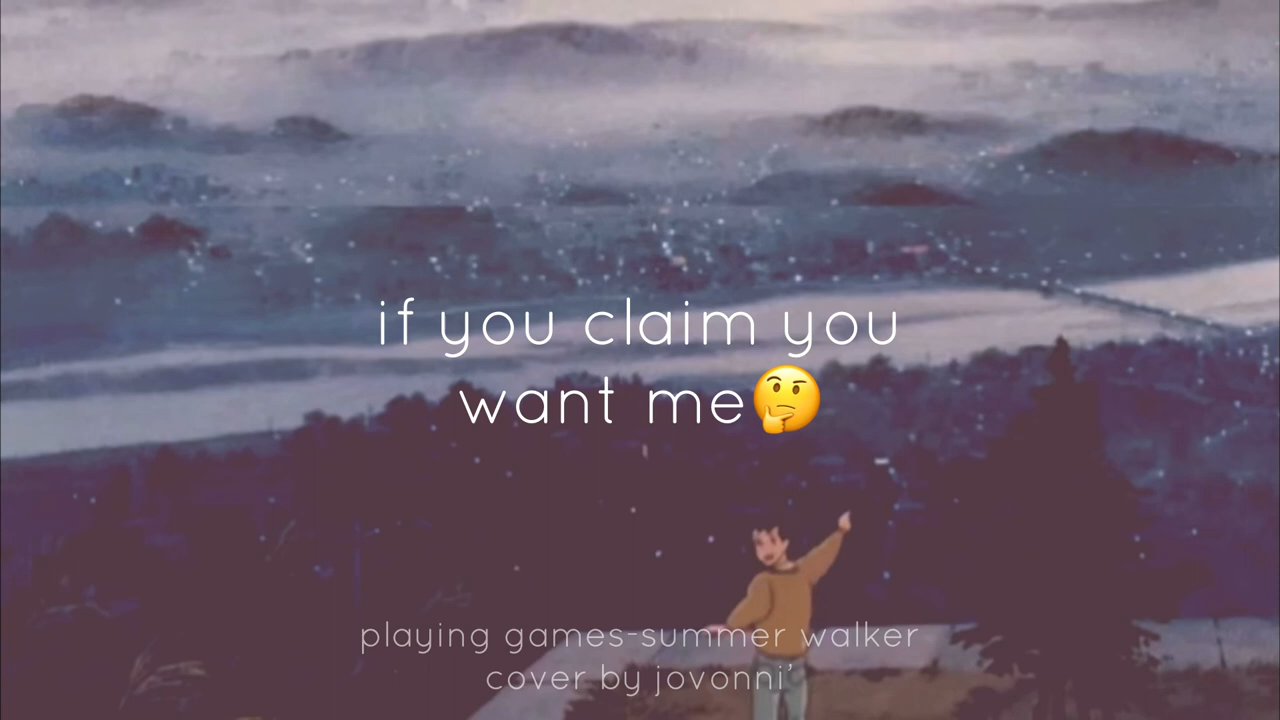 if you claim you
want me🤔
playing games-summer walker
cover by jovonni’